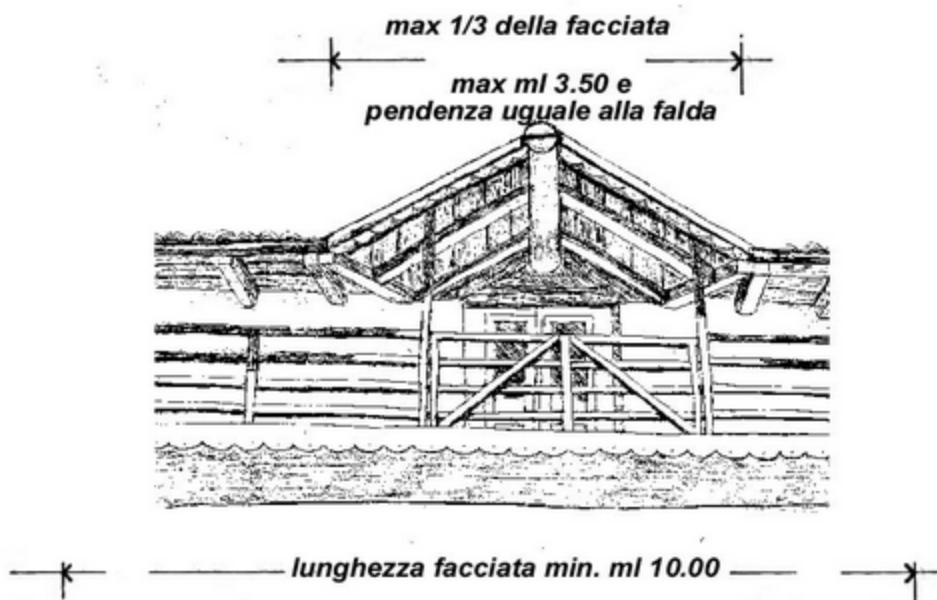 max 1/3 della facciata
max ml 3.50 e
pendenza uguale alla falda
lunghezza facciata min. ml 10.00